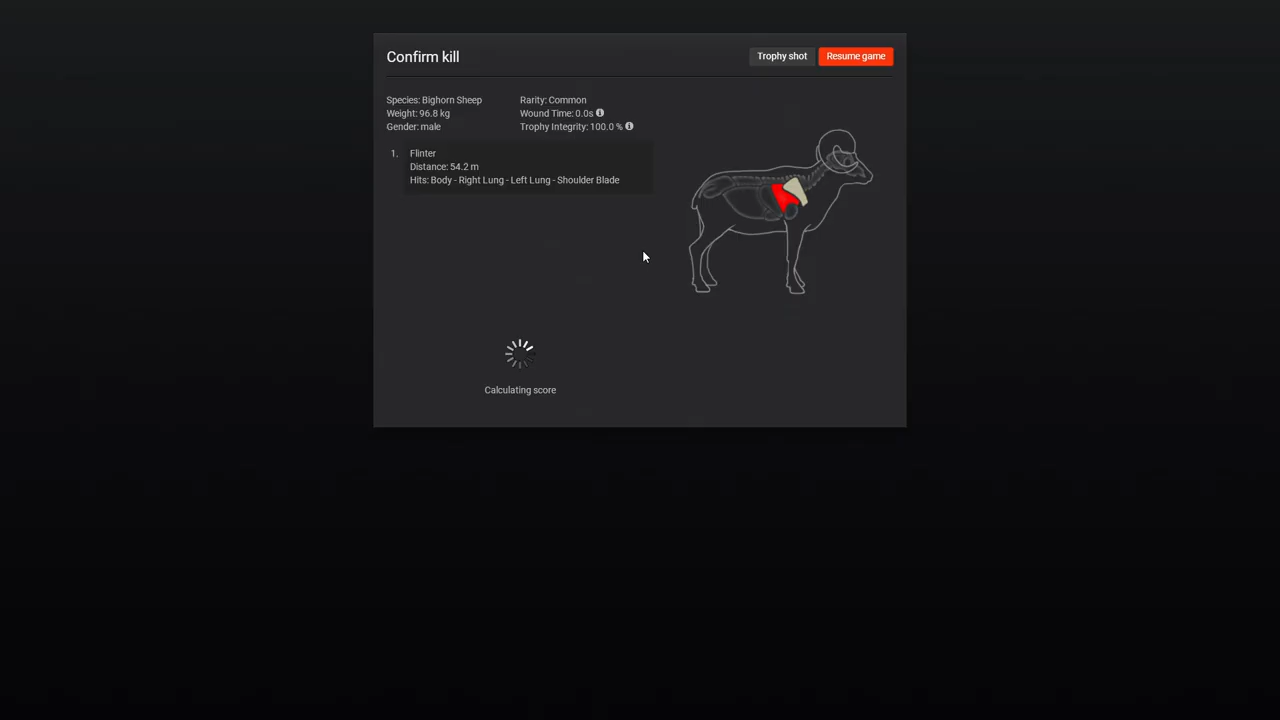 Confirm kill
Trophy shot
Resume game
Species: Bighorn Sheep
Weight: 96.8 kg
Gender: male
Rarity: Common
Wound Time: 0.0s
Trophy Integrity: 100.0 %
1. Flinter
Distance: 54.2 m
Hits: Body - Right Lung - Left Lung - Shoulder Blade
Calculating score